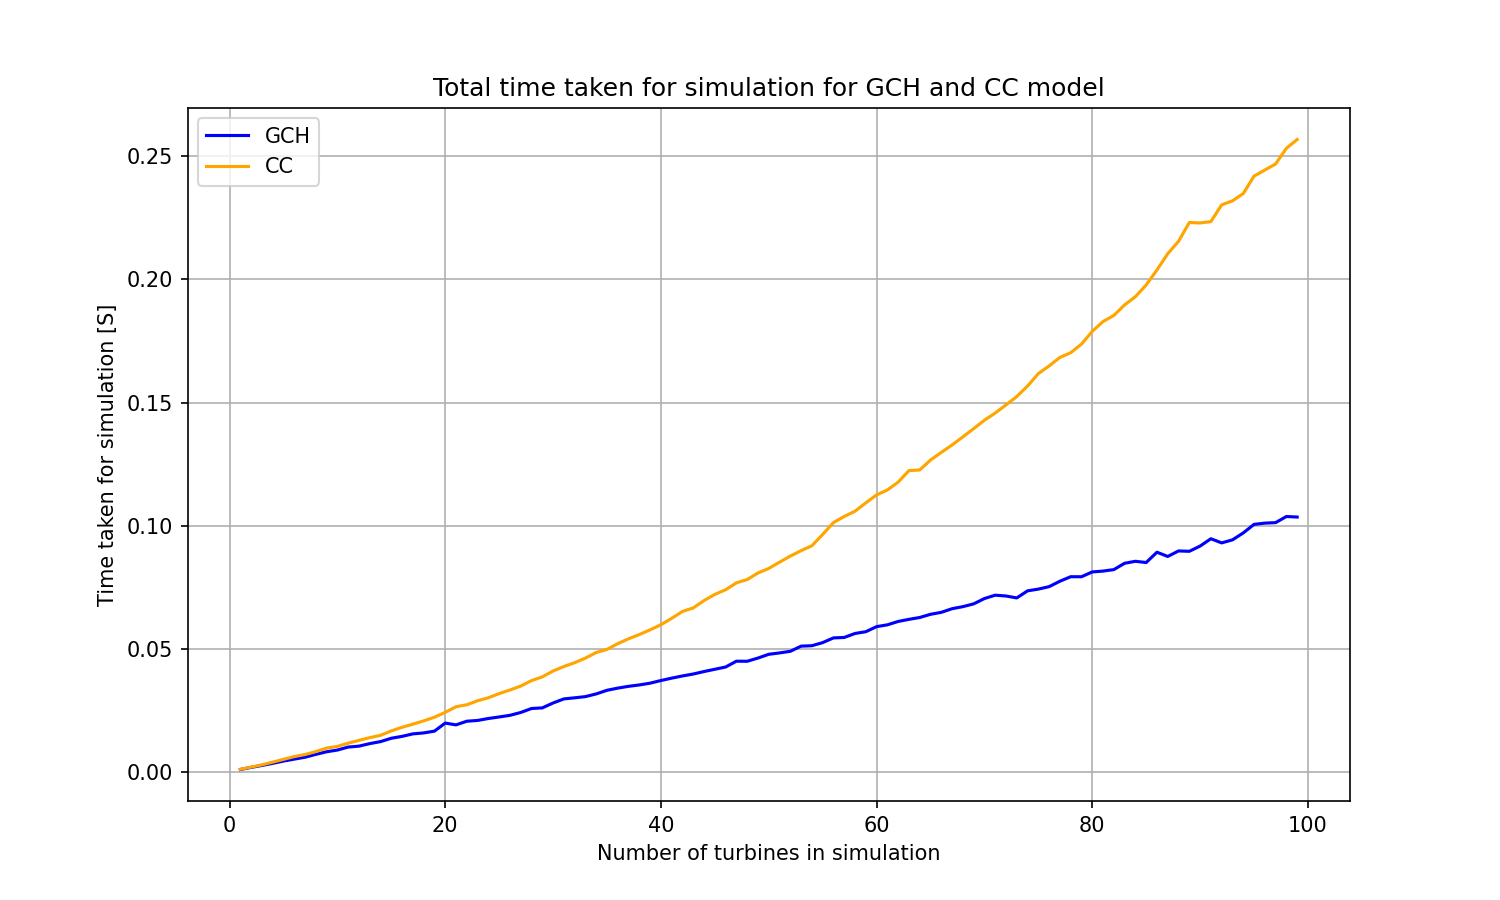 Total time taken for simulation for GCH and CC model
GCH
CC
0.25
0.20
0.15
0.10
0.05
0.00
Time taken for simulation [S]
0 20 40 60 80 100
Number of turbines in simulation